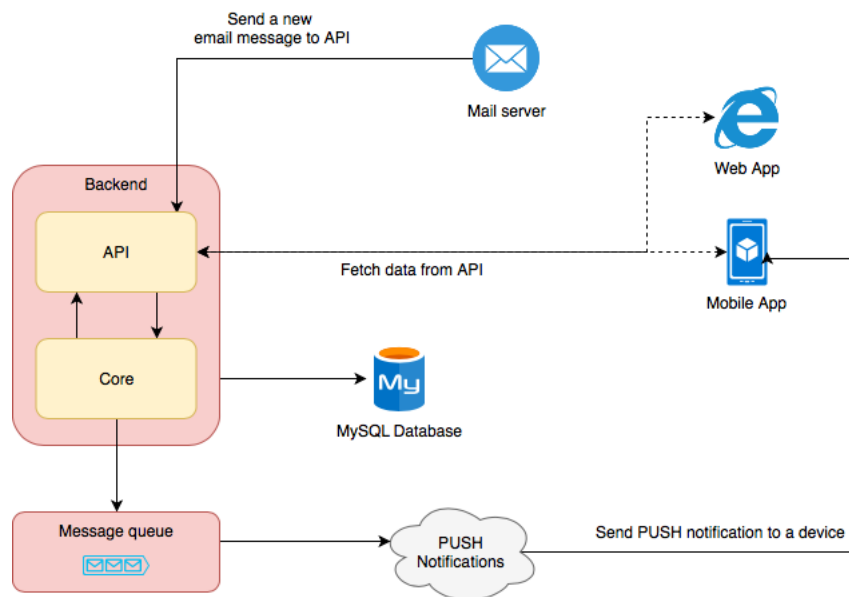 Send a new
email message to API
Mail server
Web App
Backend
API
Fetch data from API
Mobile App
Core
My
MySQL Database
Message queue
PUSH
Notifications
Send PUSH notification to a device